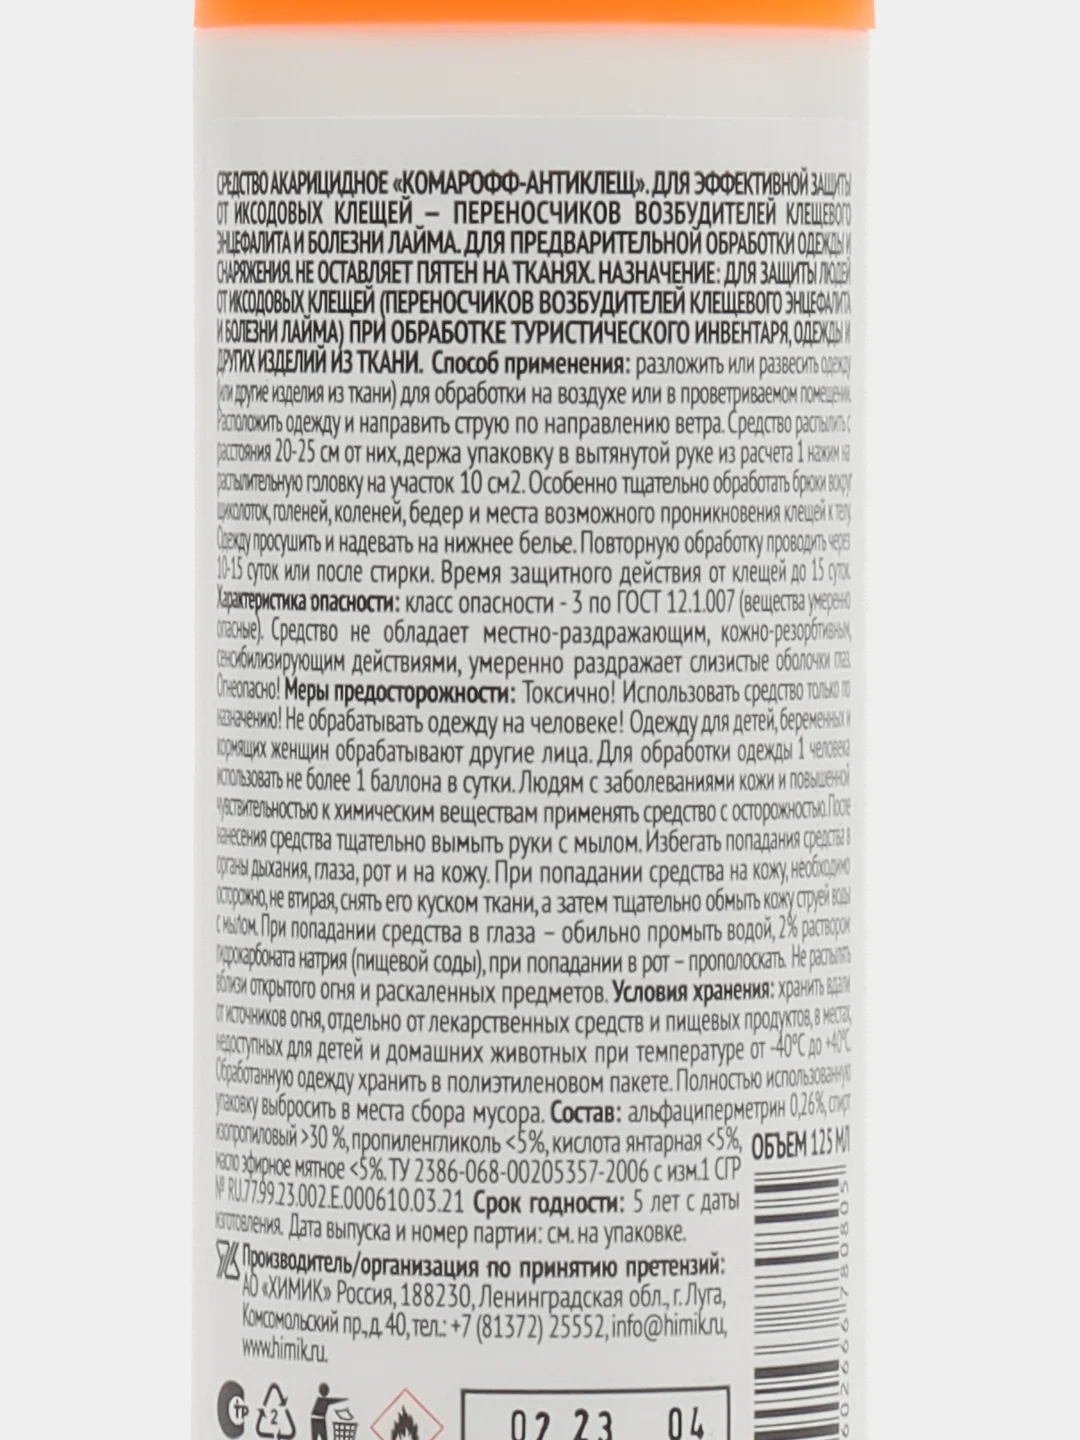 СРЕДСТВО АКАРИЦИДНОЕ «КОМАРОФФ-АНТИКЛЕЩ». ДЛЯ ЭФФЕКТИВНОЙ ЗАЩИТЫ
ОТ ИКСОДОВЫХ КЛЕЩЕЙ – ПЕРЕНОСЧИКОВ ВОЗБУДИТЕЛЕЙ КЛЕЩЕВОГО
ЭНЦЕФАЛИТА И БОЛЕЗНИ ЛАЙМА. ДЛЯ ПРЕДВАРИТЕЛЬНОЙ ОБРАБОТКИ ОДЕЖДЫ И
СНАРЯЖЕНИЯ. НЕ ОСТАВЛЯЕТ ПЯТЕН НА ТКАНЯХ. НАЗНАЧЕНИЕ: ДЛЯ ЗАЩИТЫ ЛЮДЕЙ
ОТ ИКСОДОВЫХ КЛЕЩЕЙ (ПЕРЕНОСЧИКОВ ВОЗБУДИТЕЛЕЙ КЛЕЩЕВОГО ЭНЦЕФАЛИТА
И БОЛЕЗНИ ЛАЙМА) ПРИ ОБРАБОТКЕ ТУРИСТИЧЕСКОГО ИНВЕНТАРЯ, ОДЕЖДЫ И
ДРУГИХ ИЗДЕЛИЙ ИЗ ТКАНИ. Способ применения: разложить или развесить одежду
(или другие изделия из ткани) для обработки на воздухе или в проветриваемом помещении.
Расположить одежду и направить струю по направлению ветра. Средство распылить с
расстояния 20-25 см от них, держа упаковку в вытянутой руке из расчета 1 нажим на
распылительную головку на участок 10 см2. Особенно тщательно обработать брюки вокруг
щиколоток, голеней, коленей, бедер и места возможного проникновения клещей к телу.
Одежду просушить и надевать на нижнее белье. Повторную обработку проводить через
10-15 суток или после стирки. Время защитного действия от клещей до 15 суток.
Характеристика опасности: класс опасности - 3 по ГОСТ 12.1.007 (вещества умеренно
опасные). Средство не обладает местно-раздражающим, кожно-резорбтивным,
сенсибилизирующим действиями, умеренно раздражает слизистые оболочки глаз.
Огнеопасно! Меры предосторожности: Токсично! Использовать средство только по
назначению! Не обрабатывать одежду на человеке! Одежду для детей, беременных и
кормящих женщин обрабатывают другие лица. Для обработки одежды 1 человека
использовать не более 1 баллона в сутки. Людям с заболеваниями кожи и повышенной
чувствительностью к химическим веществам применять средство с осторожностью. После
нанесения средства тщательно вымыть руки с мылом. Избегать попадания средства в
органы дыхания, глаза, рот и на кожу. При попадании средства на кожу, необходимо
осторожно, не втирая, снять его куском ткани, а затем тщательно обмыть кожу струей воды
с мылом. При попадании средства в глаза – обильно промыть водой, 2% раствором
гидрокарбоната натрия (пищевой соды), при попадании в рот – прополоскать. Не распылять
вблизи открытого огня и раскаленных предметов. Условия хранения: хранить вдали
от источников огня, отдельно от лекарственных средств и пищевых продуктов, в местах,
недоступных для детей и домашних животных при температуре от -40°С до +40°С.
Обработанную одежду хранить в полиэтиленовом пакете. Полностью использованную
упаковку выбросить в места сбора мусора. Состав: альфациперметрин 0,26%, спирт
изопропиловый >30 %, пропиленгликоль <5%, кислота янтарная <5%,
масло эфирное мятное <5%. ТУ 2386-068-00205357-2006 с изм.1 СГР
№ RU.77.99.23.002.Е.000610.03.21 Срок годности: 5 лет с даты
изготовления. Дата выпуска и номер партии: см. на упаковке.
ОБЪЕМ 125 МЛ
Производитель/организация по принятию претензий:
АО «ХИМИК» Россия, 188230, Ленинградская обл., г. Луга,
Комсомольский пр., д. 40, тел.: +7 (81372) 25552, info@himik.ru,
www.himik.ru.
СТР
2
02 23 04
602667 80805